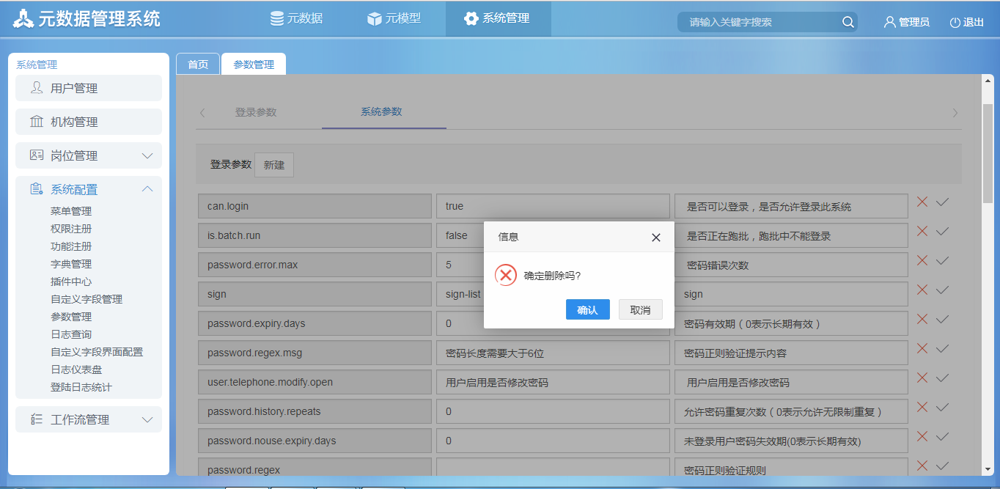 元数据管理系统
元数据
元模型
系统管理
请输入关键字搜索
管理员
退出
系统管理
首页
参数管理
用户管理
机构管理
岗位管理
系统配置
菜单管理
权限注册
功能注册
字典管理
插件中心
自定义字段管理
参数管理
日志查询
自定义字段界面配置
日志仪表盘
登陆日志统计
工作流管理
登录参数
系统参数
登录参数
新建
can.login
true
是否可以登录，是否允许登录此系统
is.batch.run
false
是否正在跑批，跑批中不能登录
password.error.max
5
密码错误次数
sign
sign-list
sign
password.expiry.days
0
密码有效期（0表示长期有效）
password.regex.msg
密码长度需要大于6位
密码正则验证提示内容
user.telephone.modify.open
用户启用是否修改密码
用户启用是否修改密码
password.history.repeats
0
允许密码重复次数（0表示允许无限制重复）
password.nouse.expiry.days
0
未登录用户密码失效期(0表示长期有效)
password.regex
密码正则验证规则
信息
确定删除吗?
确认
取消